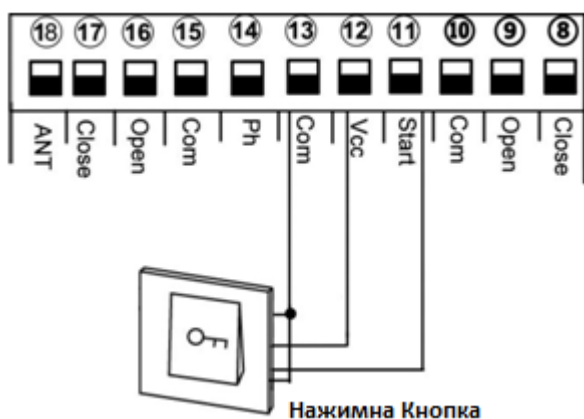 18 17 16 15 14 13 12 11 10 9 8
ANT Close Open Com Ph Com Vcc Start Com Open Close
Нажимна Кнопка